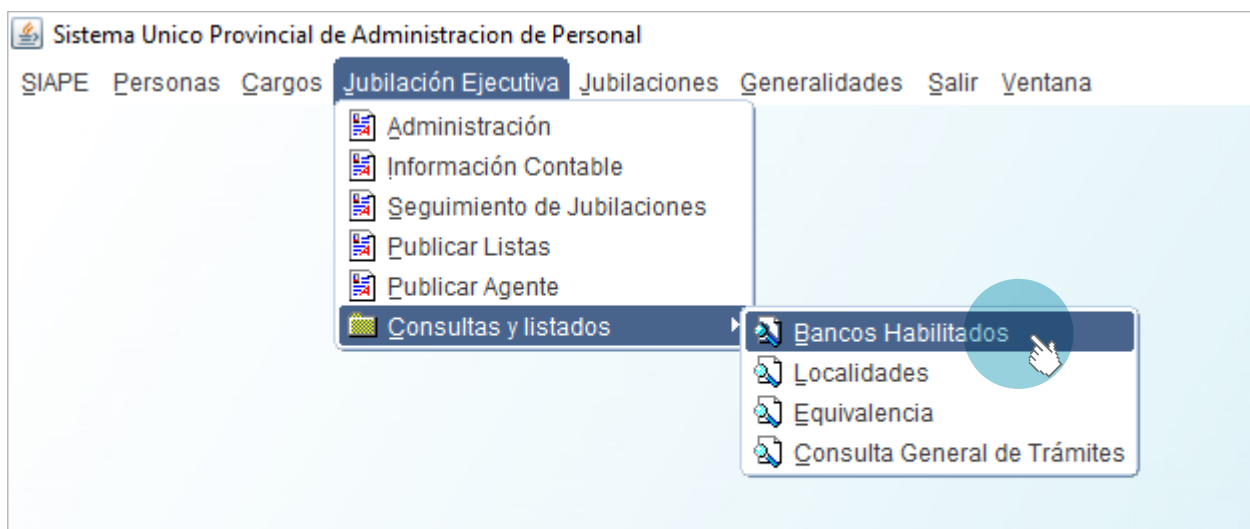 Sistema Unico Provincial de Administracion de Personal
SIAPE Personas Cargos Jubilación Ejecutiva Jubilaciones Generalidades Salir Ventana
Administración
Información Contable
Seguimiento de Jubilaciones
Publicar Listas
Publicar Agente
Consultas y listados
Bancos Habilitados
Localidades
Equivalencia
Consulta General de Trámites